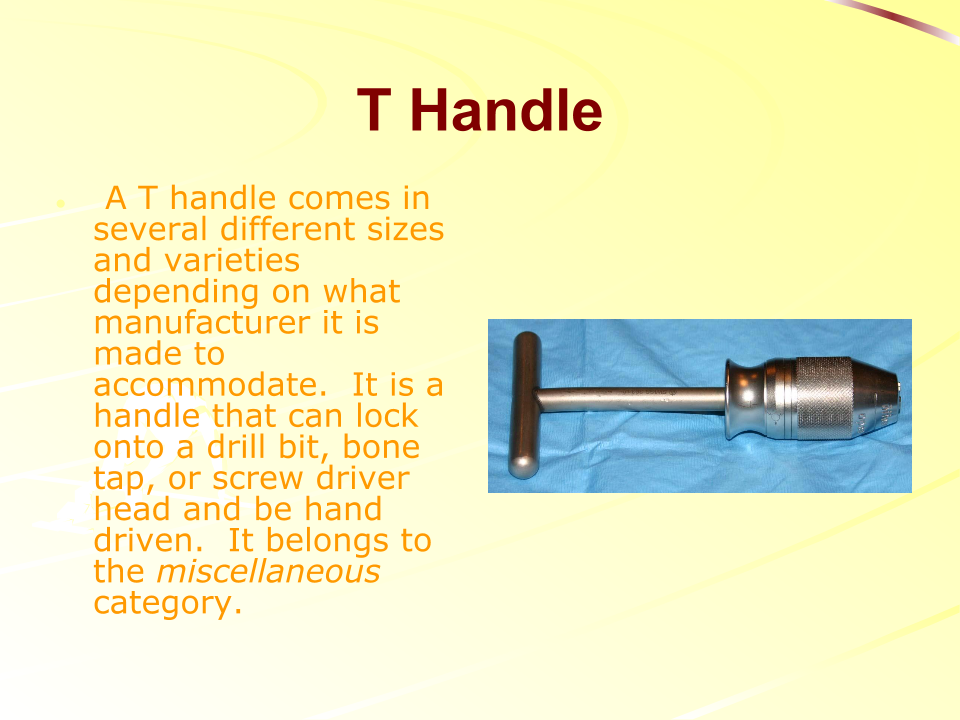 T Handle
A T handle comes in
several different sizes
and varieties
depending on what
manufacturer it is
made to
accommodate.  It is a
handle that can lock
onto a drill bit, bone
tap, or screw driver
head and be hand
driven.  It belongs to
the miscellaneous
category.